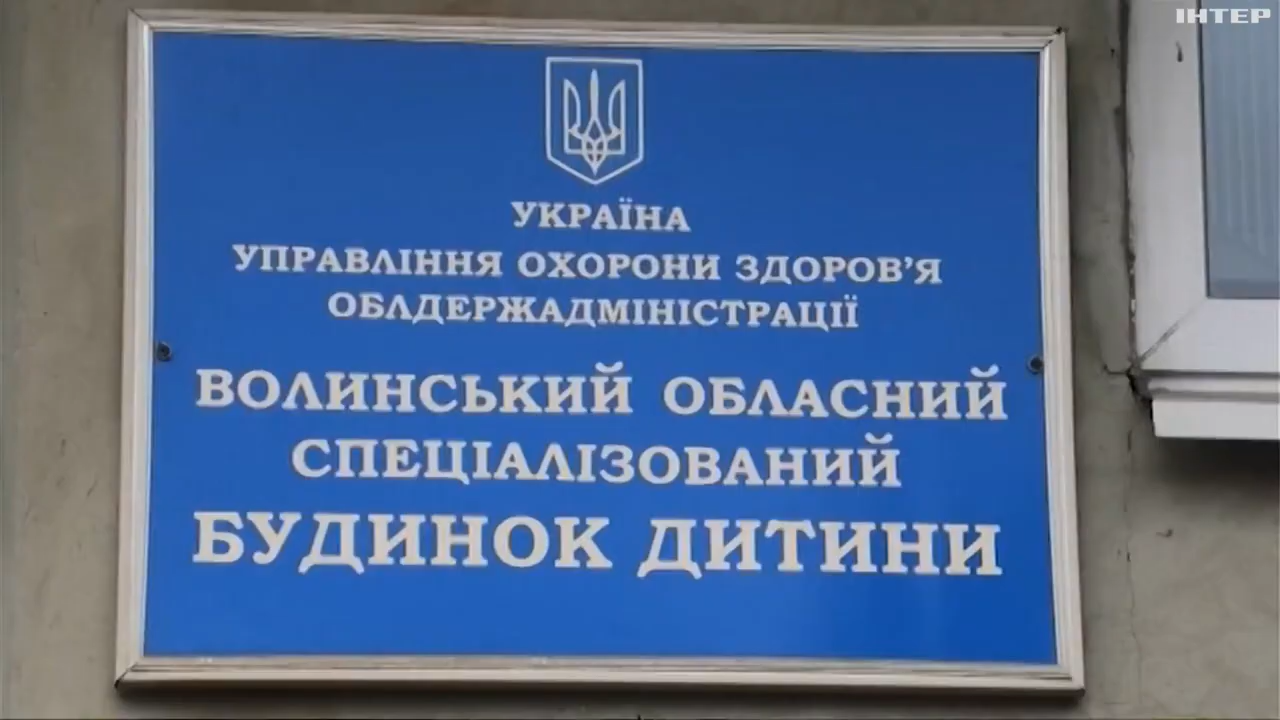 ІНТЕР
УКРАЇНА
УПРАВЛІННЯ ОХОРОНИ ЗДОРОВ'Я
ОБЛДЕРЖАДМІНІСТРАЦІЇ
ВОЛИНСЬКИЙ ОБЛАСНИЙ
СПЕЦІАЛІЗОВАНИЙ
БУДИНОК ДИТИНИ